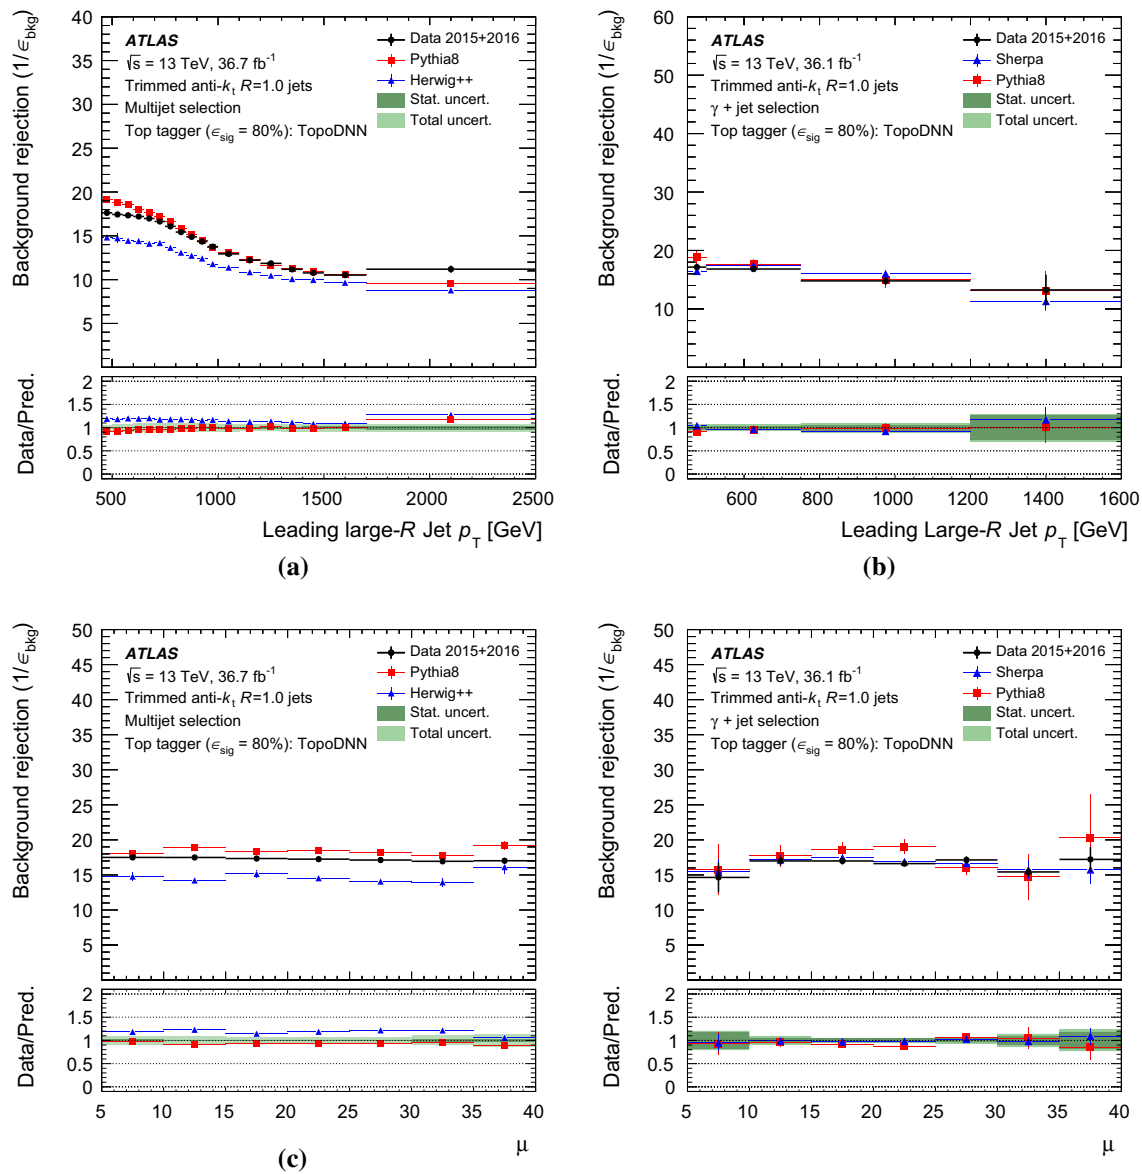 Background rejection (1/ϵbkg)
40
35
30
25
20
15
10
5
ATLAS
√s = 13 TeV, 36.7 fb-1
Trimmed anti-kt R=1.0 jets
Multijet selection
Top tagger (ϵsig = 80%): TopoDNN
Data 2015+2016
Pythia8
Herwig++
Stat. uncert.
Total uncert.
Data/Pred.
2
1.5
1
0.5
0
500 1000 1500 2000 2500
Leading large-R Jet pT [GeV]
(a)
Background rejection (1/ϵbkg)
60
50
40
30
20
10
ATLAS
√s = 13 TeV, 36.1 fb-1
Trimmed anti-kt R=1.0 jets
γ + jet selection
Top tagger (ϵsig = 80%): TopoDNN
Data 2015+2016
Sherpa
Pythia8
Stat. uncert.
Total uncert.
Data/Pred.
2
1.5
1
0.5
0
600 800 1000 1200 1400 1600
Leading Large-R Jet pT [GeV]
(b)
Background rejection (1/ϵbkg)
50
45
40
35
30
25
20
15
10
5
ATLAS
√s = 13 TeV, 36.7 fb-1
Trimmed anti-kt R=1.0 jets
Multijet selection
Top tagger (ϵsig = 80%): TopoDNN
Data 2015+2016
Pythia8
Herwig++
Stat. uncert.
Total uncert.
Data/Pred.
2
1.5
1
0.5
0
5 10 15 20 25 30 35 40
μ
(c)
Background rejection (1/ϵbkg)
50
45
40
35
30
25
20
15
10
5
ATLAS
√s = 13 TeV, 36.1 fb-1
Trimmed anti-kt R=1.0 jets
γ + jet selection
Top tagger (ϵsig = 80%): TopoDNN
Data 2015+2016
Sherpa
Pythia8
Stat. uncert.
Total uncert.
Data/Pred.
2
1.5
1
0.5
0
5 10 15 20 25 30 35 40
μ